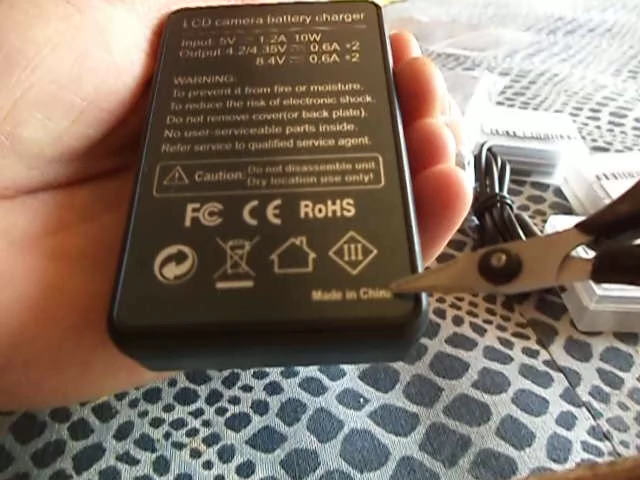 LCD camera battery charger
Input: 5V ⎓ 1.2A 10W
Output:4.2/4.35V ⎓ 0.6A *2
8.4V ⎓ 0.6A *2
WARNING:
To prevent it from fire or moisture.
To reduce the risk of electronic shock.
Do not remove cover(or back plate).
No user-serviceable parts inside.
Refer service to qualified service agent.
Caution: Do not disassemble unit
Dry location use only!
FC CE RoHS
III
Made in China